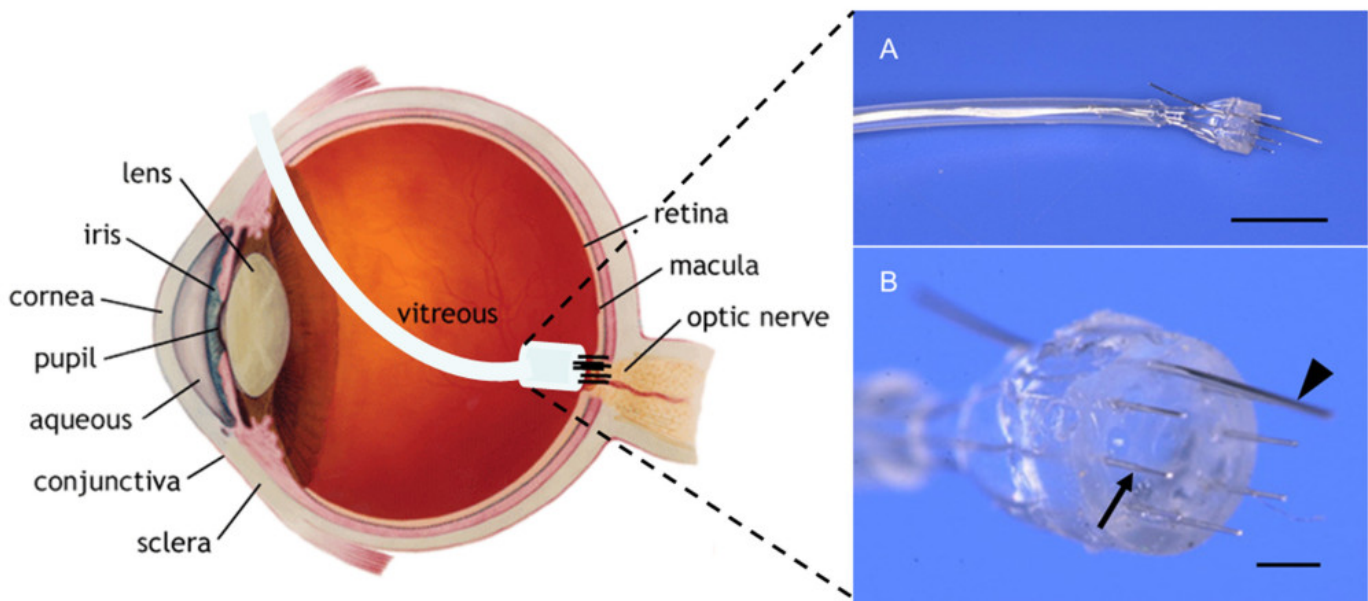 lens
iris
cornea
pupil
aqueous
conjunctiva
sclera
vitreous
retina
macula
optic nerve
A
B